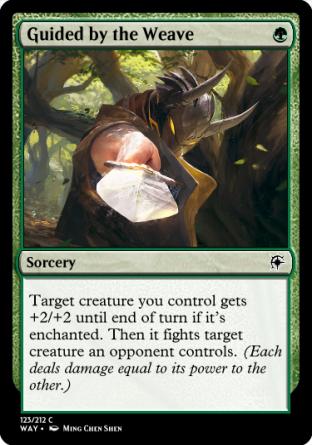 Guided by the Weave
Sorcery
Target creature you control gets
+2/+2 until end of turn if it's
enchanted. Then it fights target
creature an opponent controls. (Each
deals damage equal to its power to the
other.)
123/212 C
WAY • Ming Chen Shen